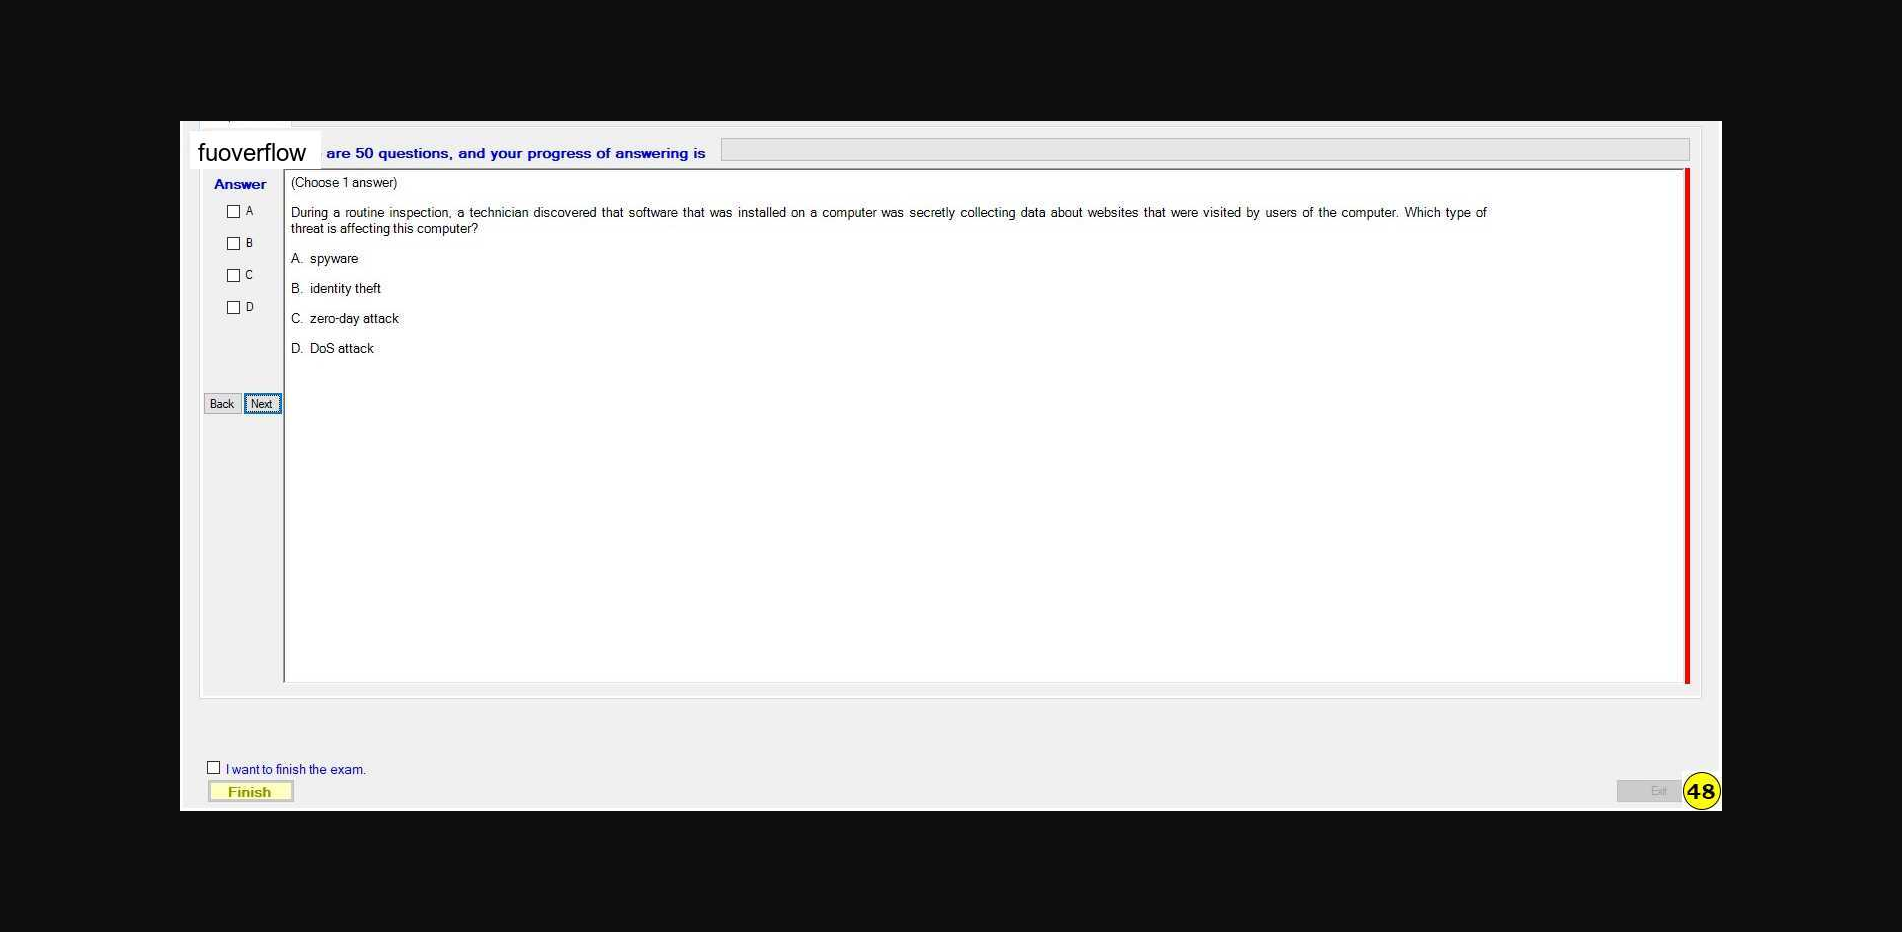 fuoverflow are 50 questions, and your progress of answering is
Answer
(Choose 1 answer)
A
B
C
D
During a routine inspection, a technician discovered that software that was installed on a computer was secretly collecting data about websites that were visited by users of the computer. Which type of
threat is affecting this computer?
A. spyware
B. identity theft
C. zero-day attack
D. DoS attack
Back Next
I want to finish the exam.
Finish
Exit
48